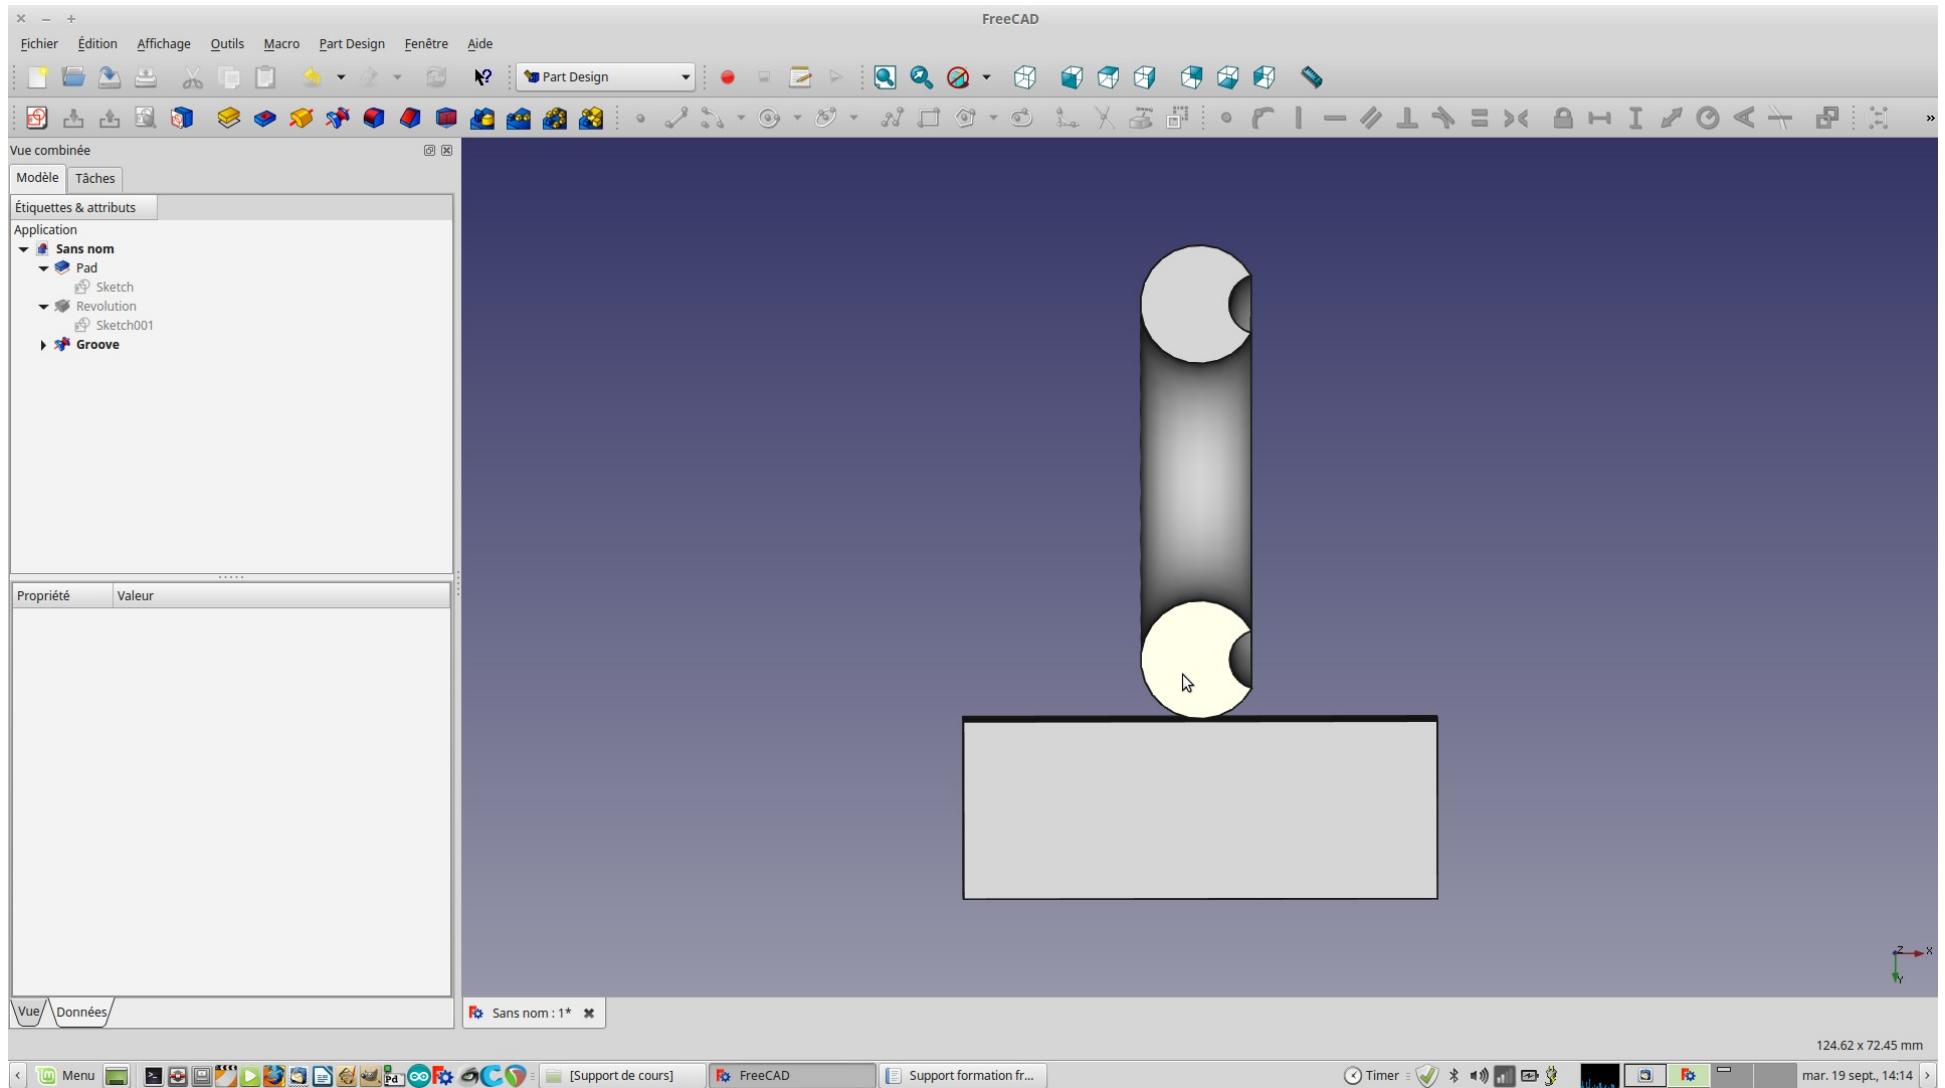 FreeCAD
Fichier Édition Affichage Outils Macro Part Design Fenêtre Aide
Part Design
Vue combinée
Modèle Tâches
Étiquettes & attributs
Application
Sans nom
Pad
Sketch
Revolution
Sketch001
Groove
Propriété Valeur
Z X
Y
Vue Données
Sans nom : 1*
124.62 x 72.45 mm
Menu Pd [Support de cours] FreeCAD Support formation fr... Timer mar. 19 sept., 14:14